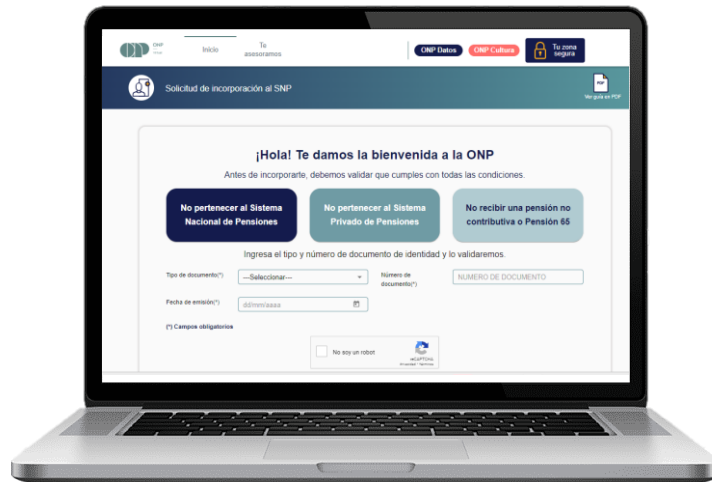 ONP
Inicio
Te
asesoramos
ONP Datos
ONP Cultura
Tu zona
segura
Solicitud de incorporación al SNP
PDF
Ver guía en PDF
¡Hola! Te damos la bienvenida a la ONP
Antes de incorporarte, debemos validar que cumples con todas las condiciones.
No pertenecer al Sistema
Nacional de Pensiones
No pertenecer al Sistema
Privado de Pensiones
No recibir una pensión no
contributiva o Pensión 65
Ingresa el tipo y número de documento de identidad y lo validaremos.
Tipo de documento(*)
---Seleccionar---
Número de
documento(*)
NUMERO DE DOCUMENTO
Fecha de emisión(*)
dd/mm/aaaa
(*) Campos obligatorios
No soy un robot
reCAPTCHA
Privacidad - Términos